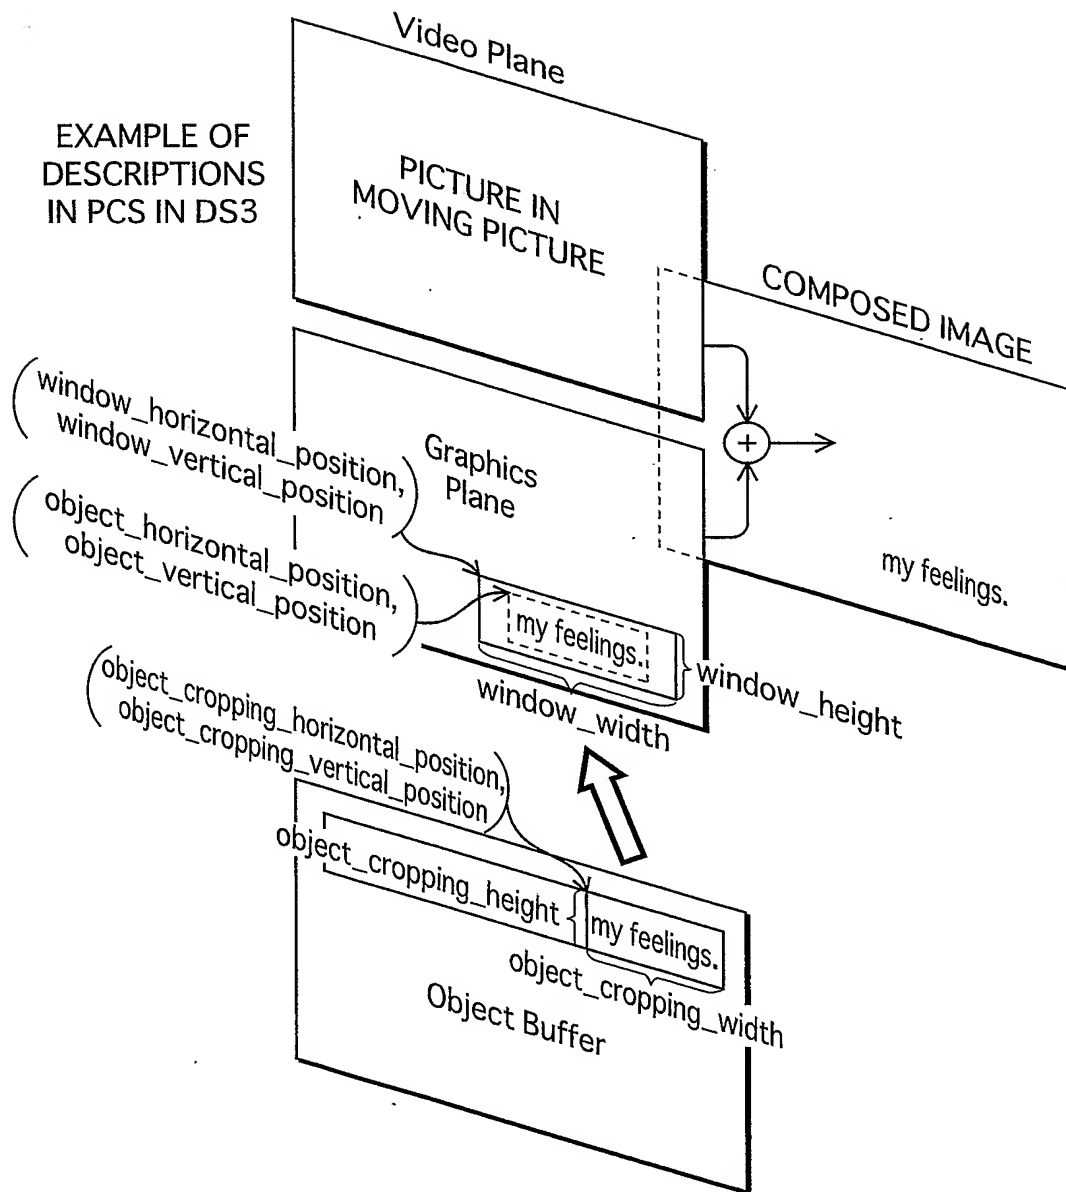 Video Plane
EXAMPLE OF
DESCRIPTIONS
IN PCS IN DS3
PICTURE IN
MOVING PICTURE
COMPOSED IMAGE
(window_horizontal_position,
window_vertical_position)
Graphics
Plane
+
(object_horizontal_position,
object_vertical_position)
my feelings.
my feelings.
window_height
window_width
(object_cropping_horizontal_position,
object_cropping_vertical_position)
object_cropping_height
my feelings.
object_cropping_width
Object Buffer